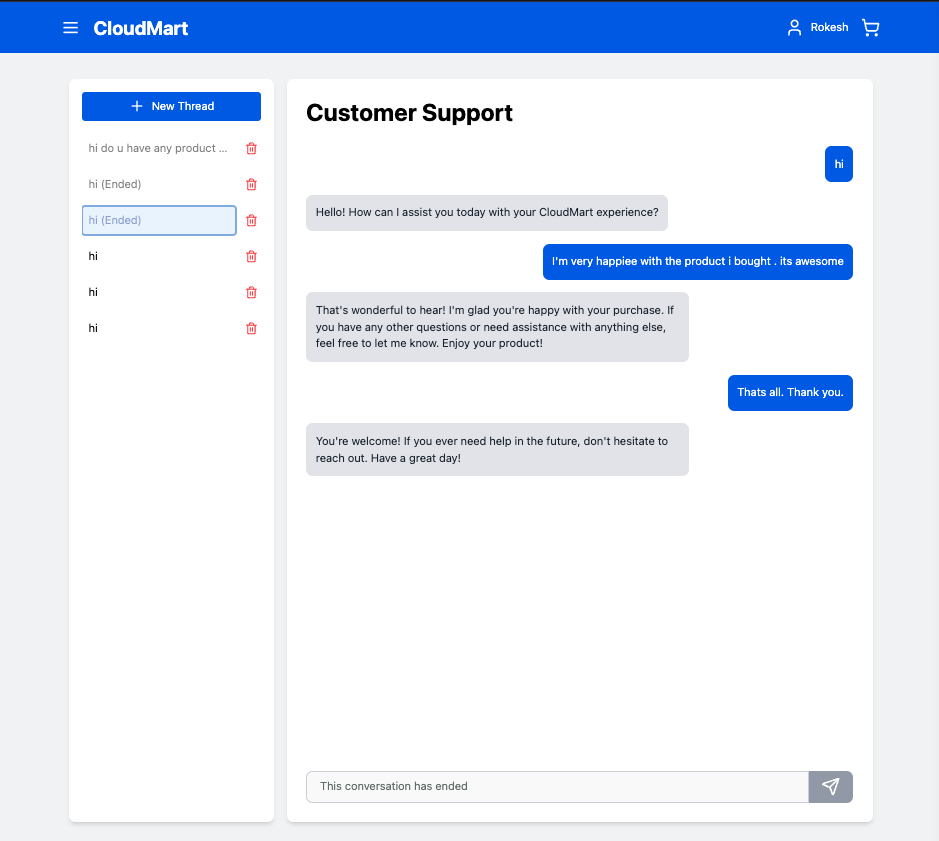 CloudMart
Rokesh
New Thread
hi do u have any product ...
hi (Ended)
hi (Ended)
hi
hi
hi
Customer Support
hi
Hello! How can I assist you today with your CloudMart experience?
I'm very happiee with the product i bought . its awesome
That's wonderful to hear! I'm glad you're happy with your purchase. If
you have any other questions or need assistance with anything else,
feel free to let me know. Enjoy your product!
Thats all. Thank you.
You're welcome! If you ever need help in the future, don't hesitate to
reach out. Have a great day!
This conversation has ended